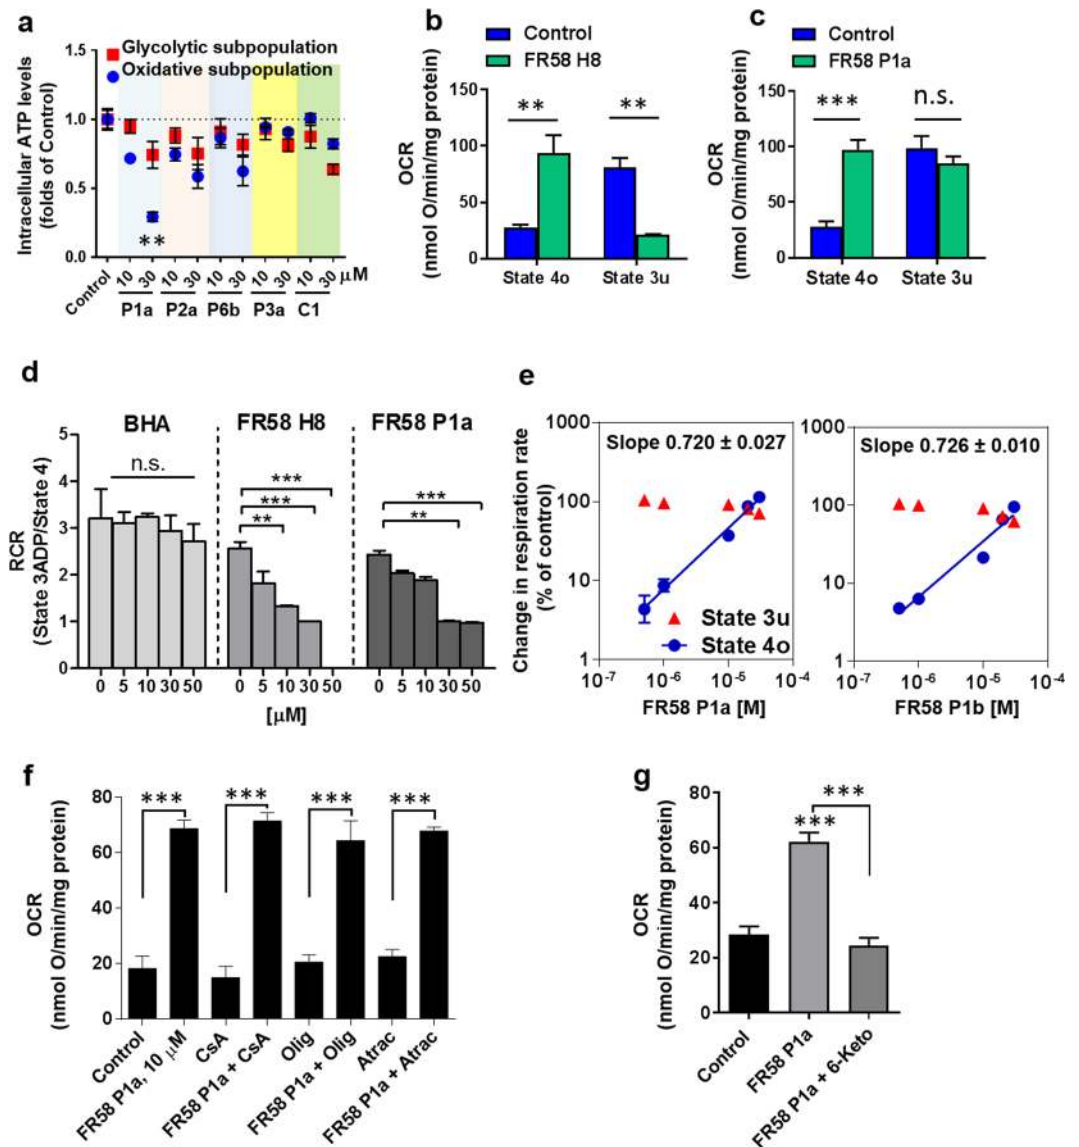 a
Glycolytic subpopulation
Oxidative subpopulation
Intracellular ATP levels
(folds of Control)
1.5
1.0
0.5
0.0
**
Control
10
30
10
30
10
30
10
30
10
30
μM
P1a
P2a
P6b
P3a
C1
b
Control
FR58 H8
OCR
(nmol O/min/mg protein)
150
100
50
0
**
**
State 4o
State 3u
c
Control
FR58 P1a
OCR
(nmol O/min/mg protein)
150
100
50
0
***
n.s.
State 4o
State 3u
d
BHA
FR58 H8
FR58 P1a
RCR
(State 3ADP/State 4)
5
4
3
2
1
0
n.s.
***
***
**
***
**
0 5 10 30 50
0 5 10 30 50
0 5 10 30 50
[μM]
e
Change in respiration rate
(% of control)
1000
100
10
1
Slope 0.720 ± 0.027
State 3u
State 4o
10-7 10-6 10-5 10-4
FR58 P1a [M]
1000
100
10
1
Slope 0.726 ± 0.010
10-7 10-6 10-5 10-4
FR58 P1b [M]
f
OCR
(nmol O/min/mg protein)
80
60
40
20
0
***
***
***
***
Control
FR58 P1a, 10 μM
CsA
FR58 P1a + CsA
Olig
FR58 P1a + Olig
Atrac
FR58 P1a + Atrac
g
OCR
(nmol O/min/mg protein)
80
60
40
20
0
***
***
Control
FR58 P1a
FR58 P1a + 6-Keto